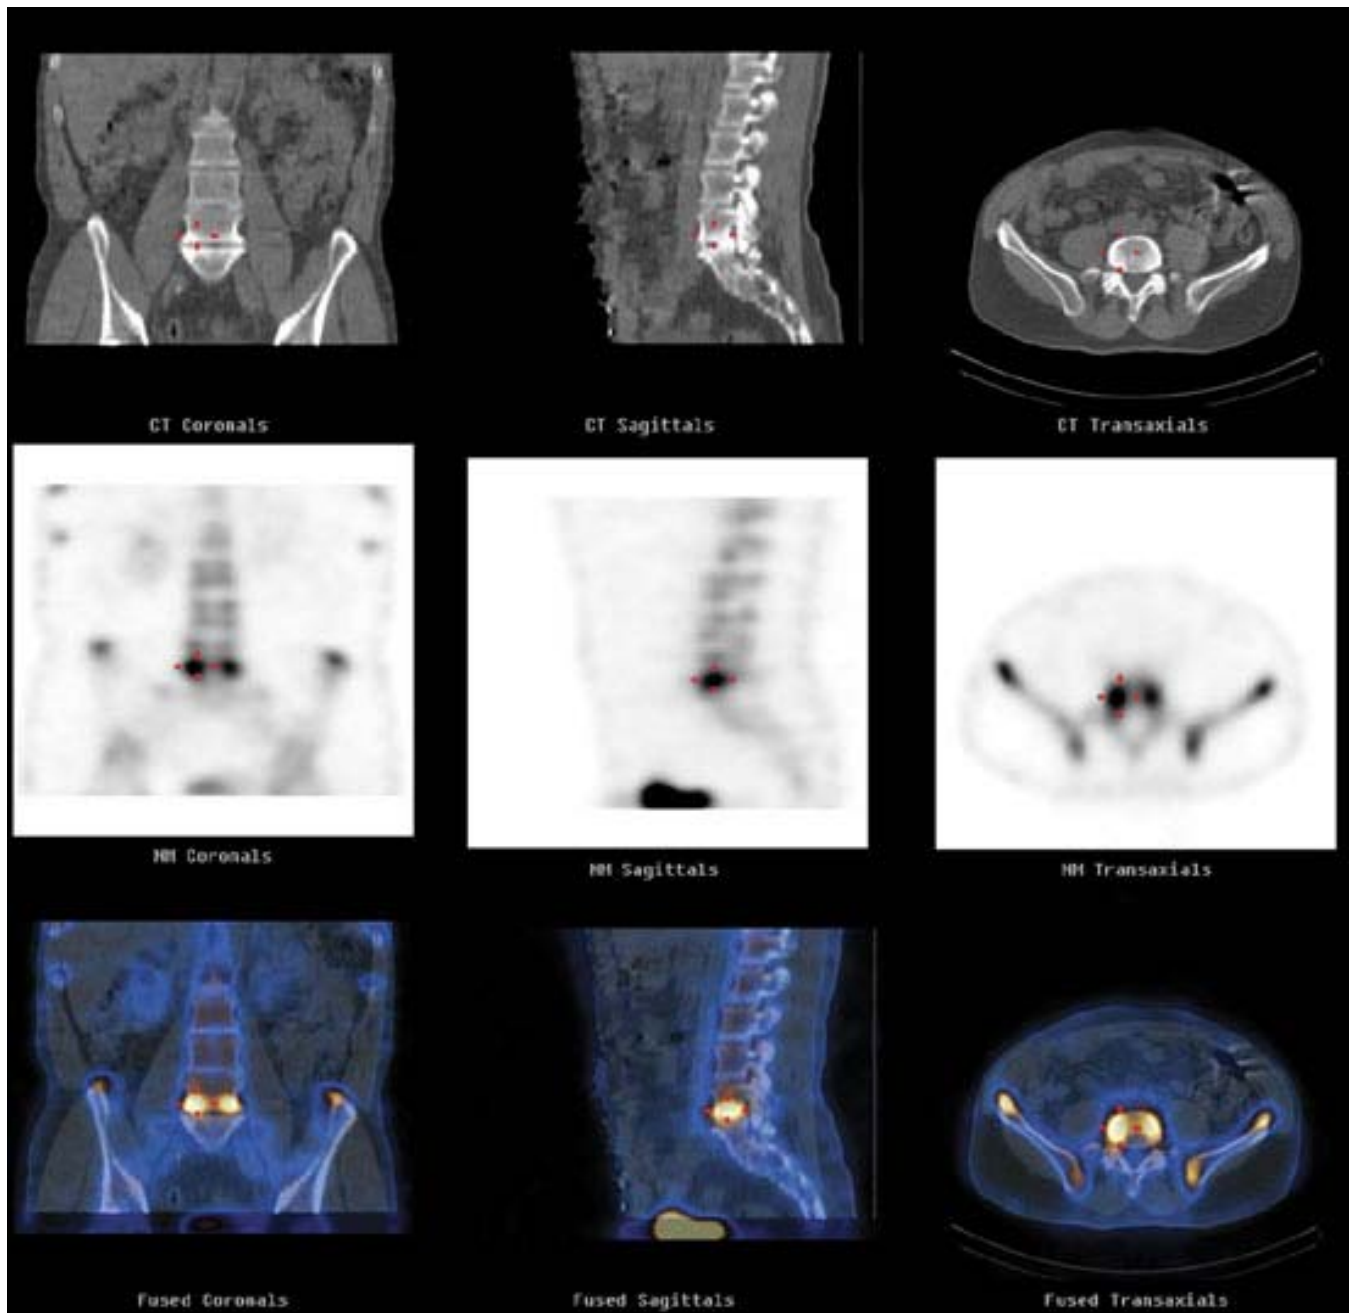 CT Coronals
CT Sagittals
CT Transaxials
NM Coronals
NM Sagittals
NM Transaxials
Fused Coronals
Fused Sagittals
Fused Transaxials